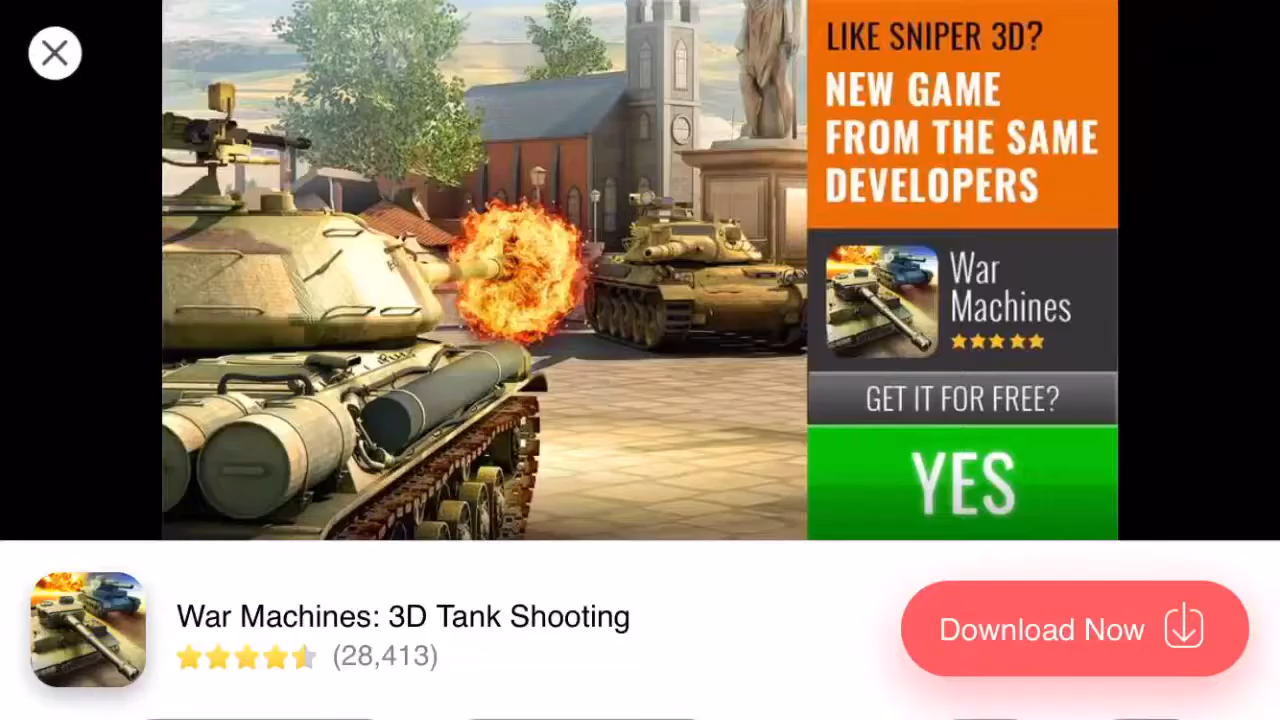 LIKE SNIPER 3D?
NEW GAME
FROM THE SAME
DEVELOPERS
War
Machines
GET IT FOR FREE?
YES
War Machines: 3D Tank Shooting
(28,413)
Download Now